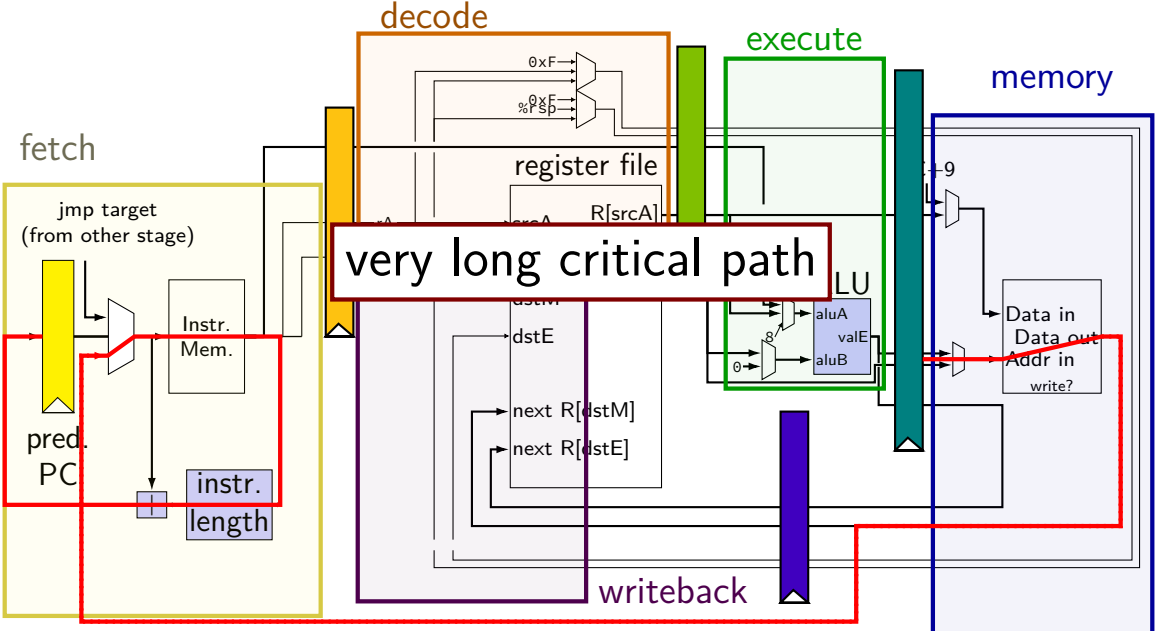 decode
execute
memory
fetch
0xF
0xF
%rsp
register file
jmp target
(from other stage)
R[srcA]
very long critical path
Instr.
Mem.
dstE
aluA
valE
aluB
8
0
Data in
Data out
Addr in
write?
next R[dstM]
next R[dstE]
pred.
PC
+
instr.
length
writeback